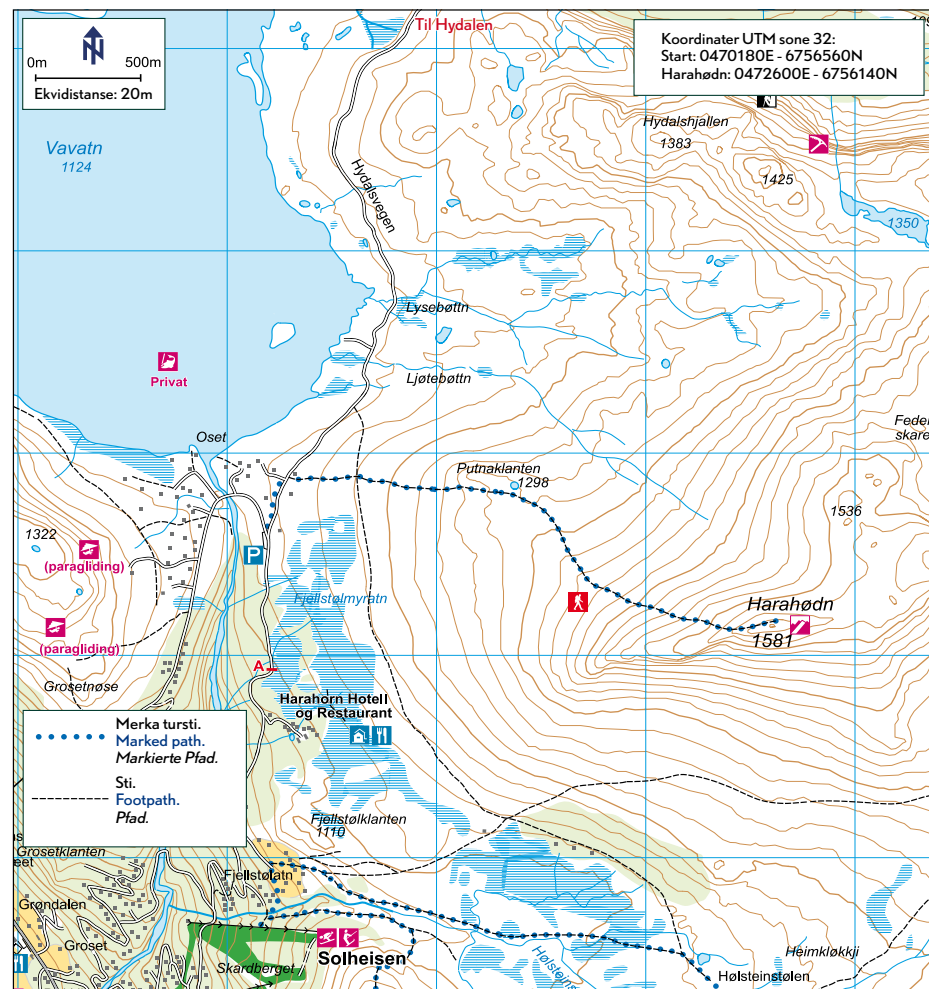 Til Hydalen
N
0m 500m
Ekvidistanse: 20m
Koordinater UTM sone 32:
Start: 0470180E - 6756560N
Harahødn: 0472600E - 6756140N
Vavatn
1124
Hydalsvegen
Hydalshjallen
1383
1425
1350
Lysebøttn
Ljøtebøttn
Privat
Oset
Putnaklanten
1298
1536
1322
P
(paragliding)
(paragliding)
Fjellstølmyratn
Harahødn
1581
A
Grosetnøse
Harahorn Hotell
og Restaurant
Merka tursti.
Marked path.
Markierte Pfad.
Sti.
Footpath.
Pfad.
Fjellstølklanten
1110
Grosetklanten
Fjellstølatn
Grøndalen
Groset
Solheisen
Skardberget
Heimkløkkji
Hølsteinstølen